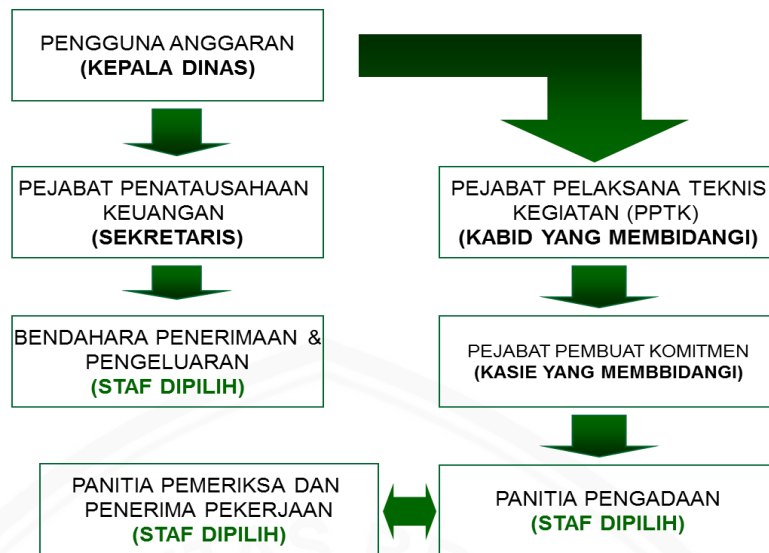 PENGGUNA ANGGARAN
(KEPALA DINAS)
PEJABAT PENATAUSAHAAN
KEUANGAN
(SEKRETARIS)
PEJABAT PELAKSANA TEKNIS
KEGIATAN (PPTK)
(KABID YANG MEMBIDANGI)
BENDAHARA PENERIMAAN &
PENGELUARAN
(STAF DIPILIH)
PEJABAT PEMBUAT KOMITMEN
(KASIE YANG MEMBBIDANGI)
PANITIA PEMERIKSA DAN
PENERIMA PEKERJAAN
(STAF DIPILIH)
PANITIA PENGADAAN
(STAF DIPILIH)